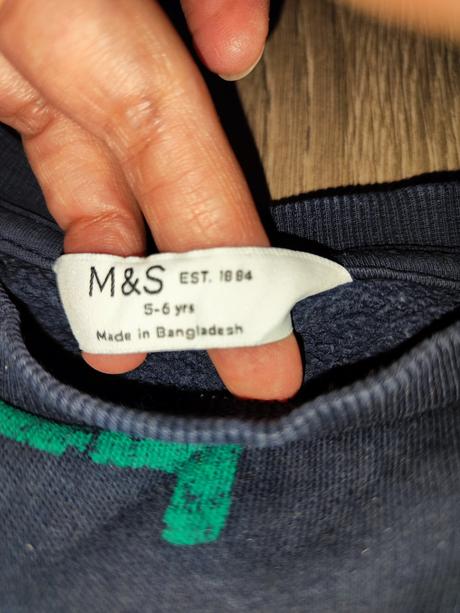 M&S EST. 1884
5-6 yrs
Made in Bangladesh